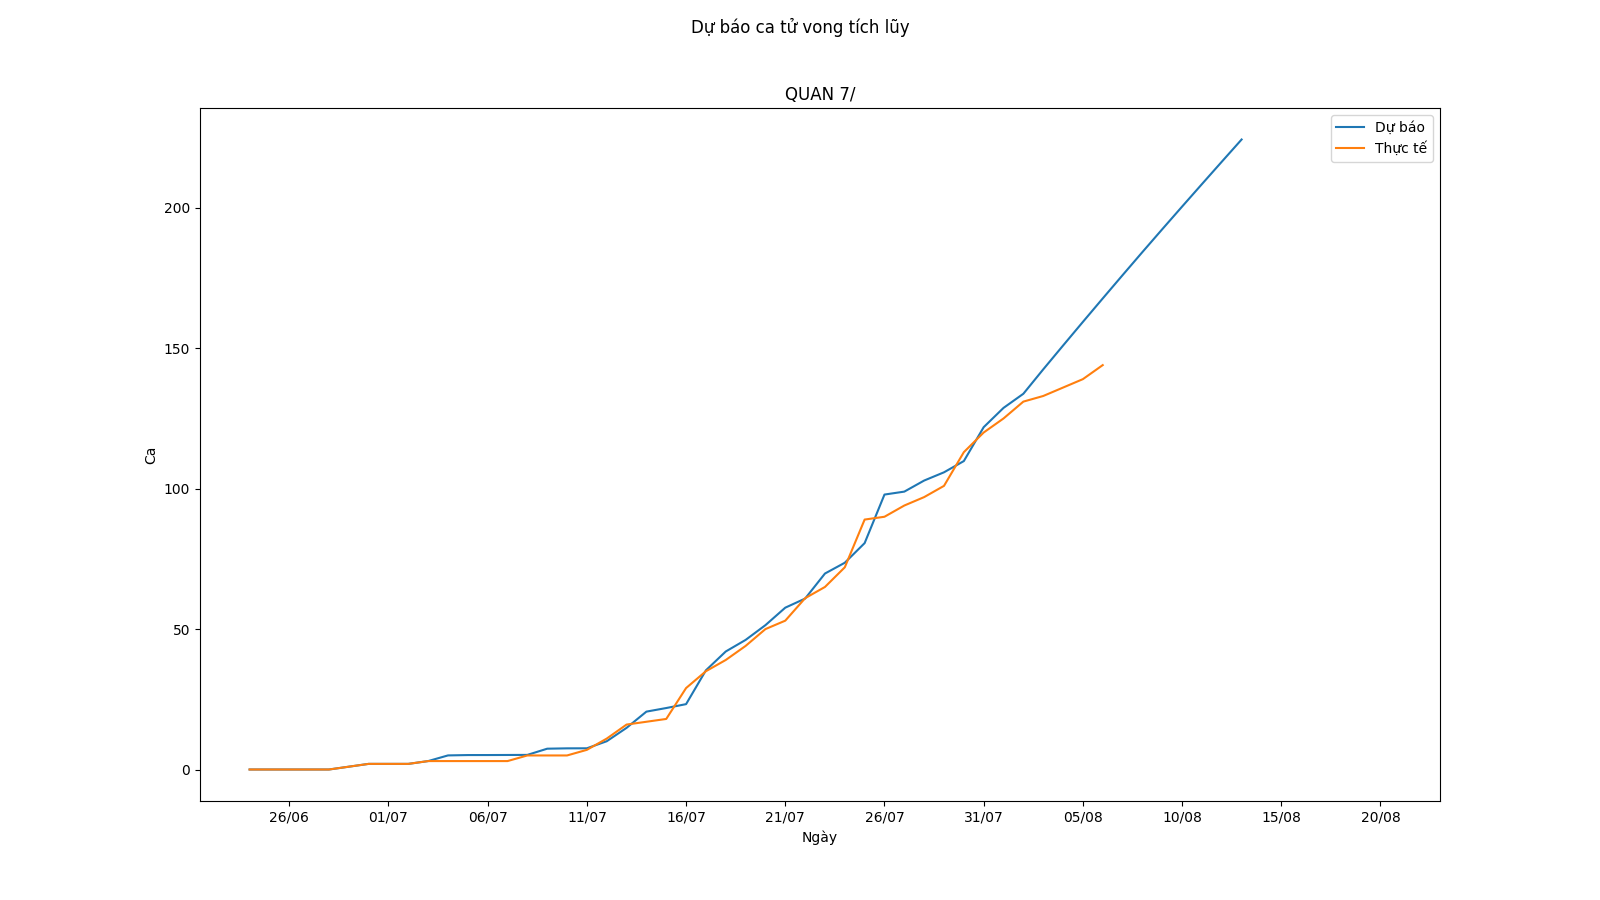 Dự báo ca tử vong tích lũy
QUAN 7/
Dự báo
Thực tế
200
150
100
50
0
Ca
26/06 01/07 06/07 11/07 16/07 21/07 26/07 31/07 05/08 10/08 15/08 20/08
Ngày